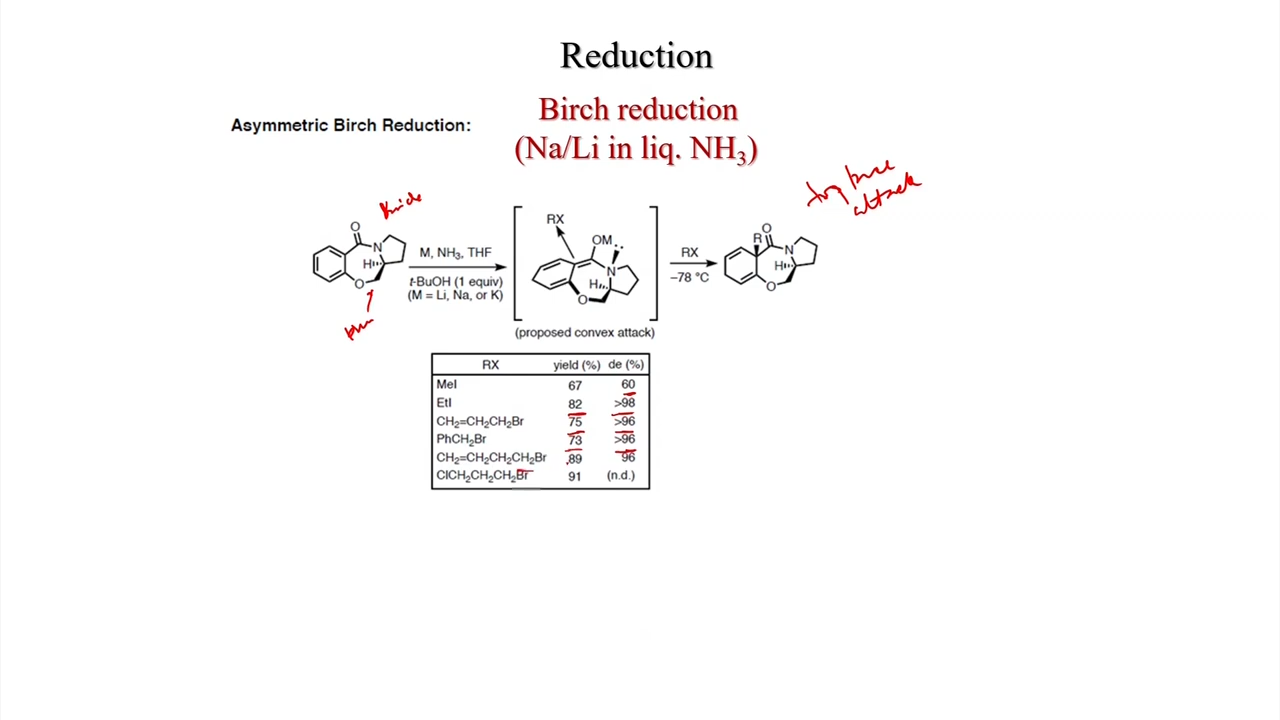 Reduction
Birch reduction
Asymmetric Birch Reduction:
(Na/Li in liq. NH₃)
attack
O
N
H
O
M, NH₃, THF
t-BuOH (1 equiv)
(M = Li, Na, or K)
RX
OM
N
H
O
(proposed convex attack)
RX
–78 °C
R
O
N
H
O
RX yield (%) de (%)
MeI 67 60
EtI 82 >98
CH₂=CH₂CH₂Br 75 >96
PhCH₂Br 73 >96
CH₂=CH₂CH₂CH₂Br 89 96
ClCH₂CH₂CH₂Br 91 (n.d.)